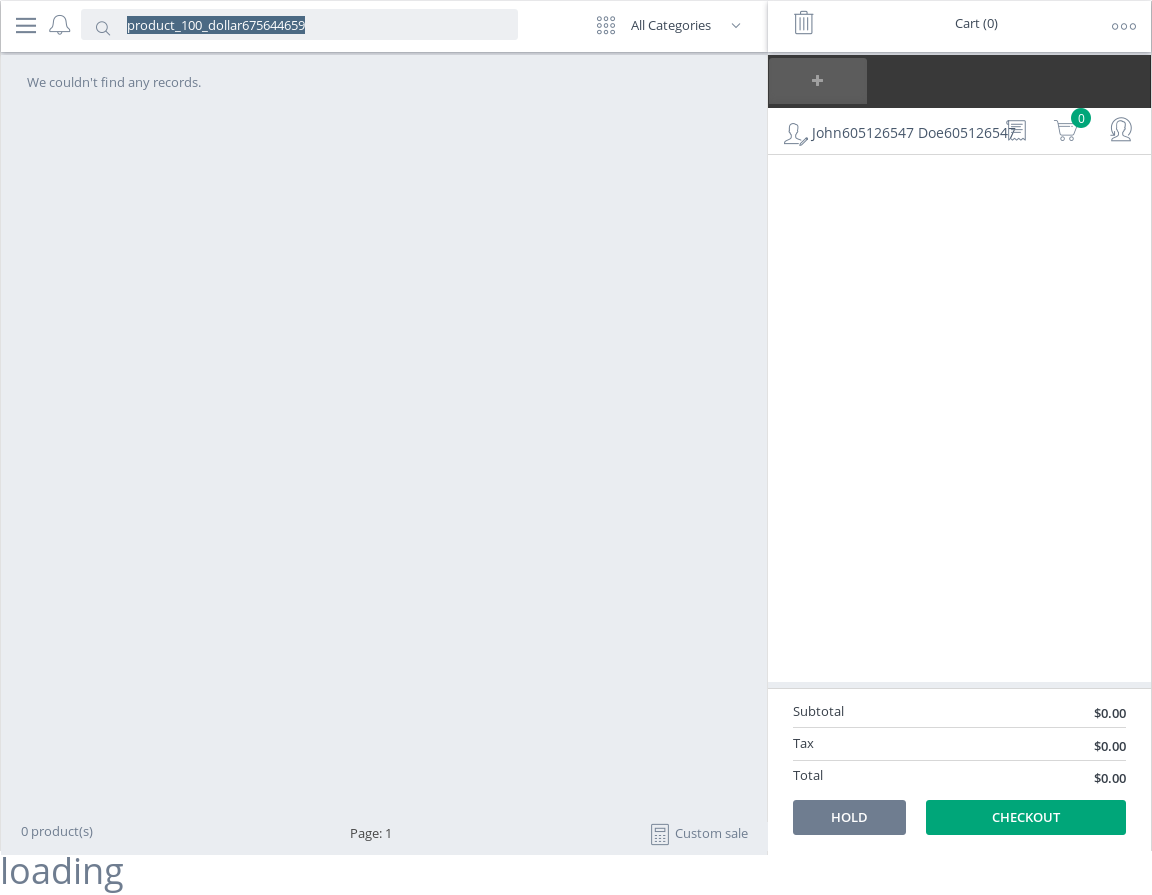 product_100_dollar675644659
All Categories
Cart (0)
We couldn't find any records.
John605126547 Doe605126547
0
Subtotal
$0.00
Tax
$0.00
Total
$0.00
HOLD
CHECKOUT
0 product(s)
Page: 1
Custom sale
loading